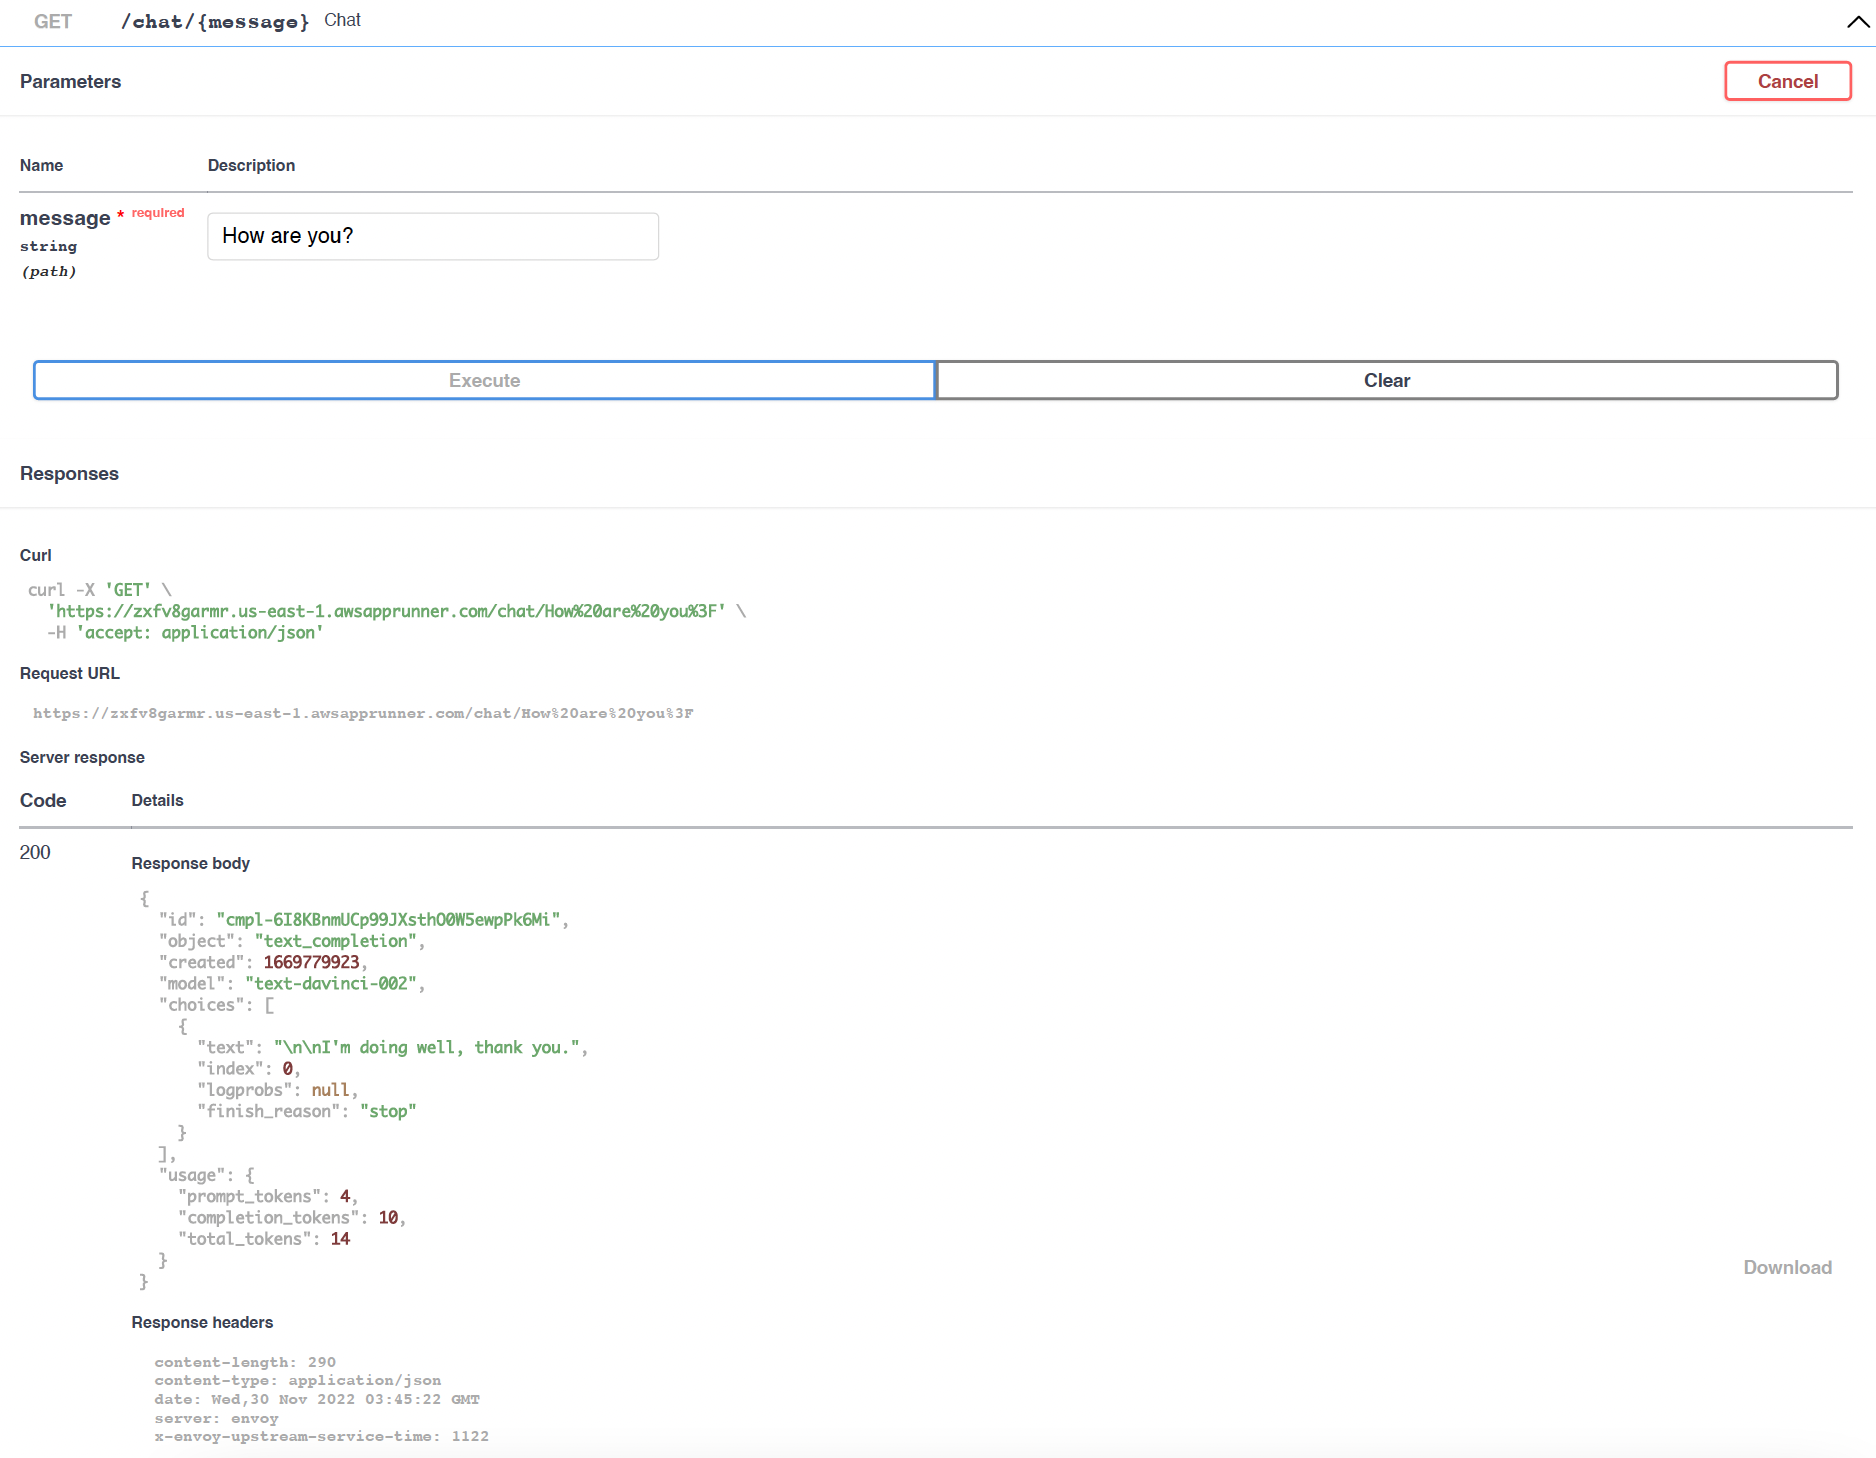 GET /chat/{message} Chat
Parameters
Cancel
Name Description
message * required
string
(path)
How are you?
Execute
Clear
Responses
Curl
curl -X 'GET' \
  'https://zxfv8garmr.us-east-1.awsapprunner.com/chat/How%20are%20you%3F' \
  -H 'accept: application/json'
Request URL
https://zxfv8garmr.us-east-1.awsapprunner.com/chat/How%20are%20you%3F
Server response
Code Details
200
Response body
{
  "id": "cmpl-6I8KBnmUCp99JXsthO0W5ewpPk6Mi",
  "object": "text_completion",
  "created": 1669779923,
  "model": "text-davinci-002",
  "choices": [
    {
      "text": "\n\nI'm doing well, thank you.",
      "index": 0,
      "logprobs": null,
      "finish_reason": "stop"
    }
  ],
  "usage": {
    "prompt_tokens": 4,
    "completion_tokens": 10,
    "total_tokens": 14
  }
}
Download
Response headers
content-length: 290
content-type: application/json
date: Wed,30 Nov 2022 03:45:22 GMT
server: envoy
x-envoy-upstream-service-time: 1122